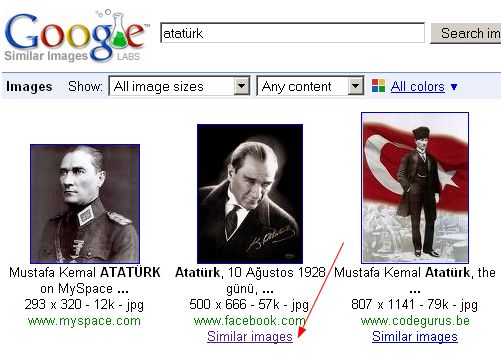 Google
Similar Images LABS
atatürk
Search im
Images Show: All image sizes Any content All colors
Mustafa Kemal ATATÜRK
on MySpace ...
293 x 320 - 12k - jpg
www.myspace.com
Atatürk, 10 Ağustos 1928
günü, ...
500 x 666 - 57k - jpg
www.facebook.com
Similar images
Mustafa Kemal Atatürk, the
...
807 x 1141 - 79k - jpg
www.codegurus.be
Similar images